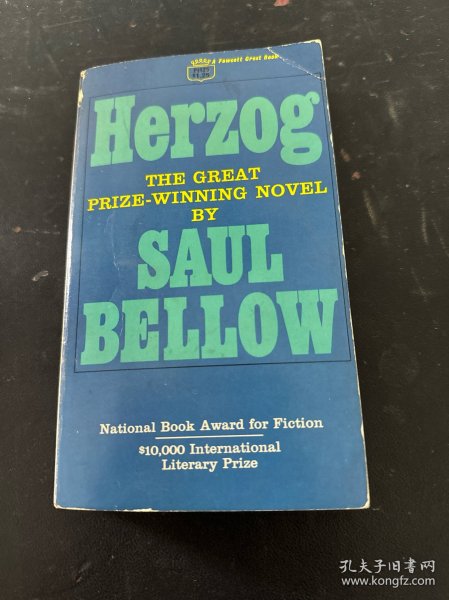 A Fawcett Crest Book
Herzog
THE GREAT
PRIZE-WINNING NOVEL
BY
SAUL
BELLOW
National Book Award for Fiction
$10,000 International
Literary Prize
孔夫子旧书网
www.kongfz.com